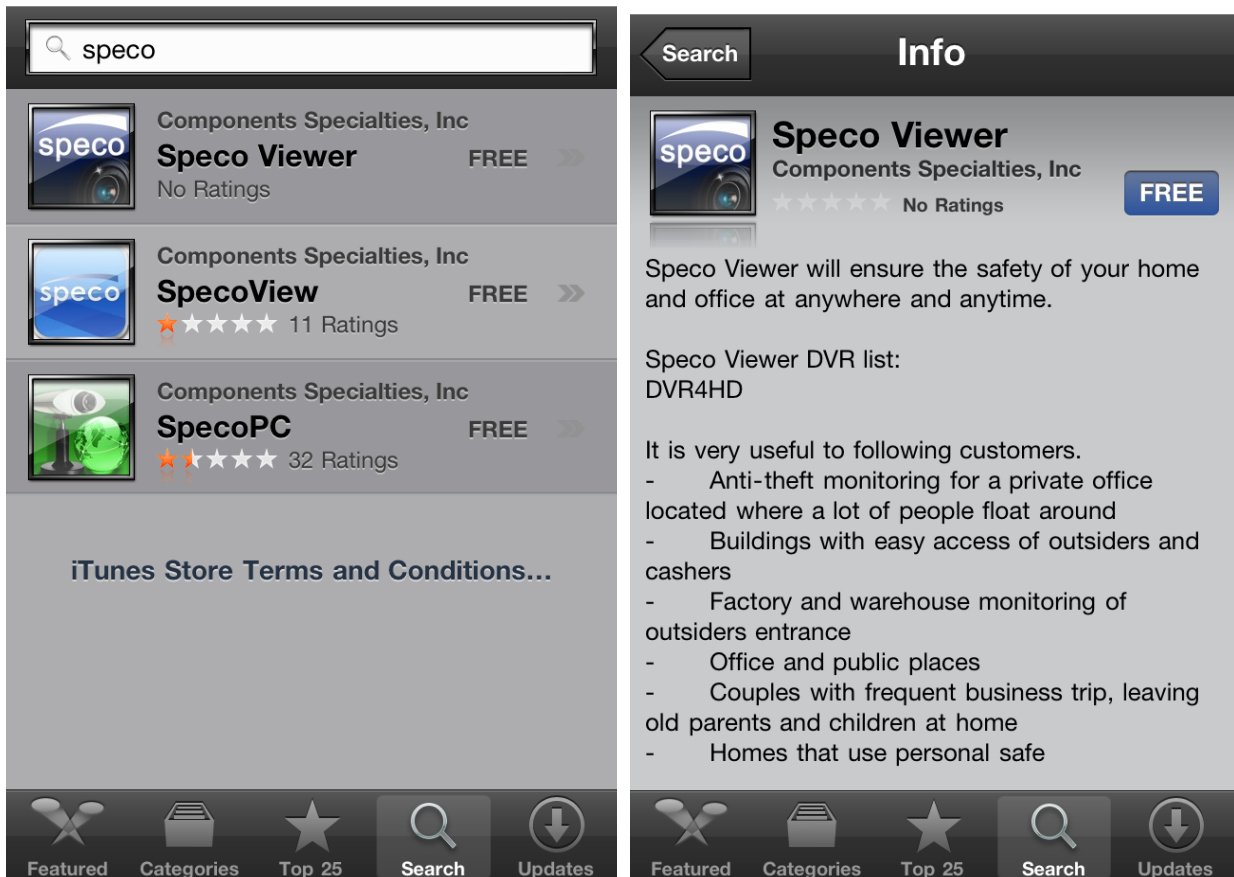 speco
speco
Components Specialties, Inc
Speco Viewer
FREE
No Ratings
speco
Components Specialties, Inc
SpecoView
FREE
11 Ratings
Components Specialties, Inc
SpecoPC
FREE
32 Ratings
iTunes Store Terms and Conditions...
Featured
Categories
Top 25
Search
Updates
Search
Info
speco
Speco Viewer
Components Specialties, Inc
No Ratings
FREE
Speco Viewer will ensure the safety of your home
and office at anywhere and anytime.
Speco Viewer DVR list:
DVR4HD
It is very useful to following customers.
- Anti-theft monitoring for a private office
located where a lot of people float around
- Buildings with easy access of outsiders and
cashers
- Factory and warehouse monitoring of
outsiders entrance
- Office and public places
- Couples with frequent business trip, leaving
old parents and children at home
- Homes that use personal safe
Featured
Categories
Top 25
Search
Updates